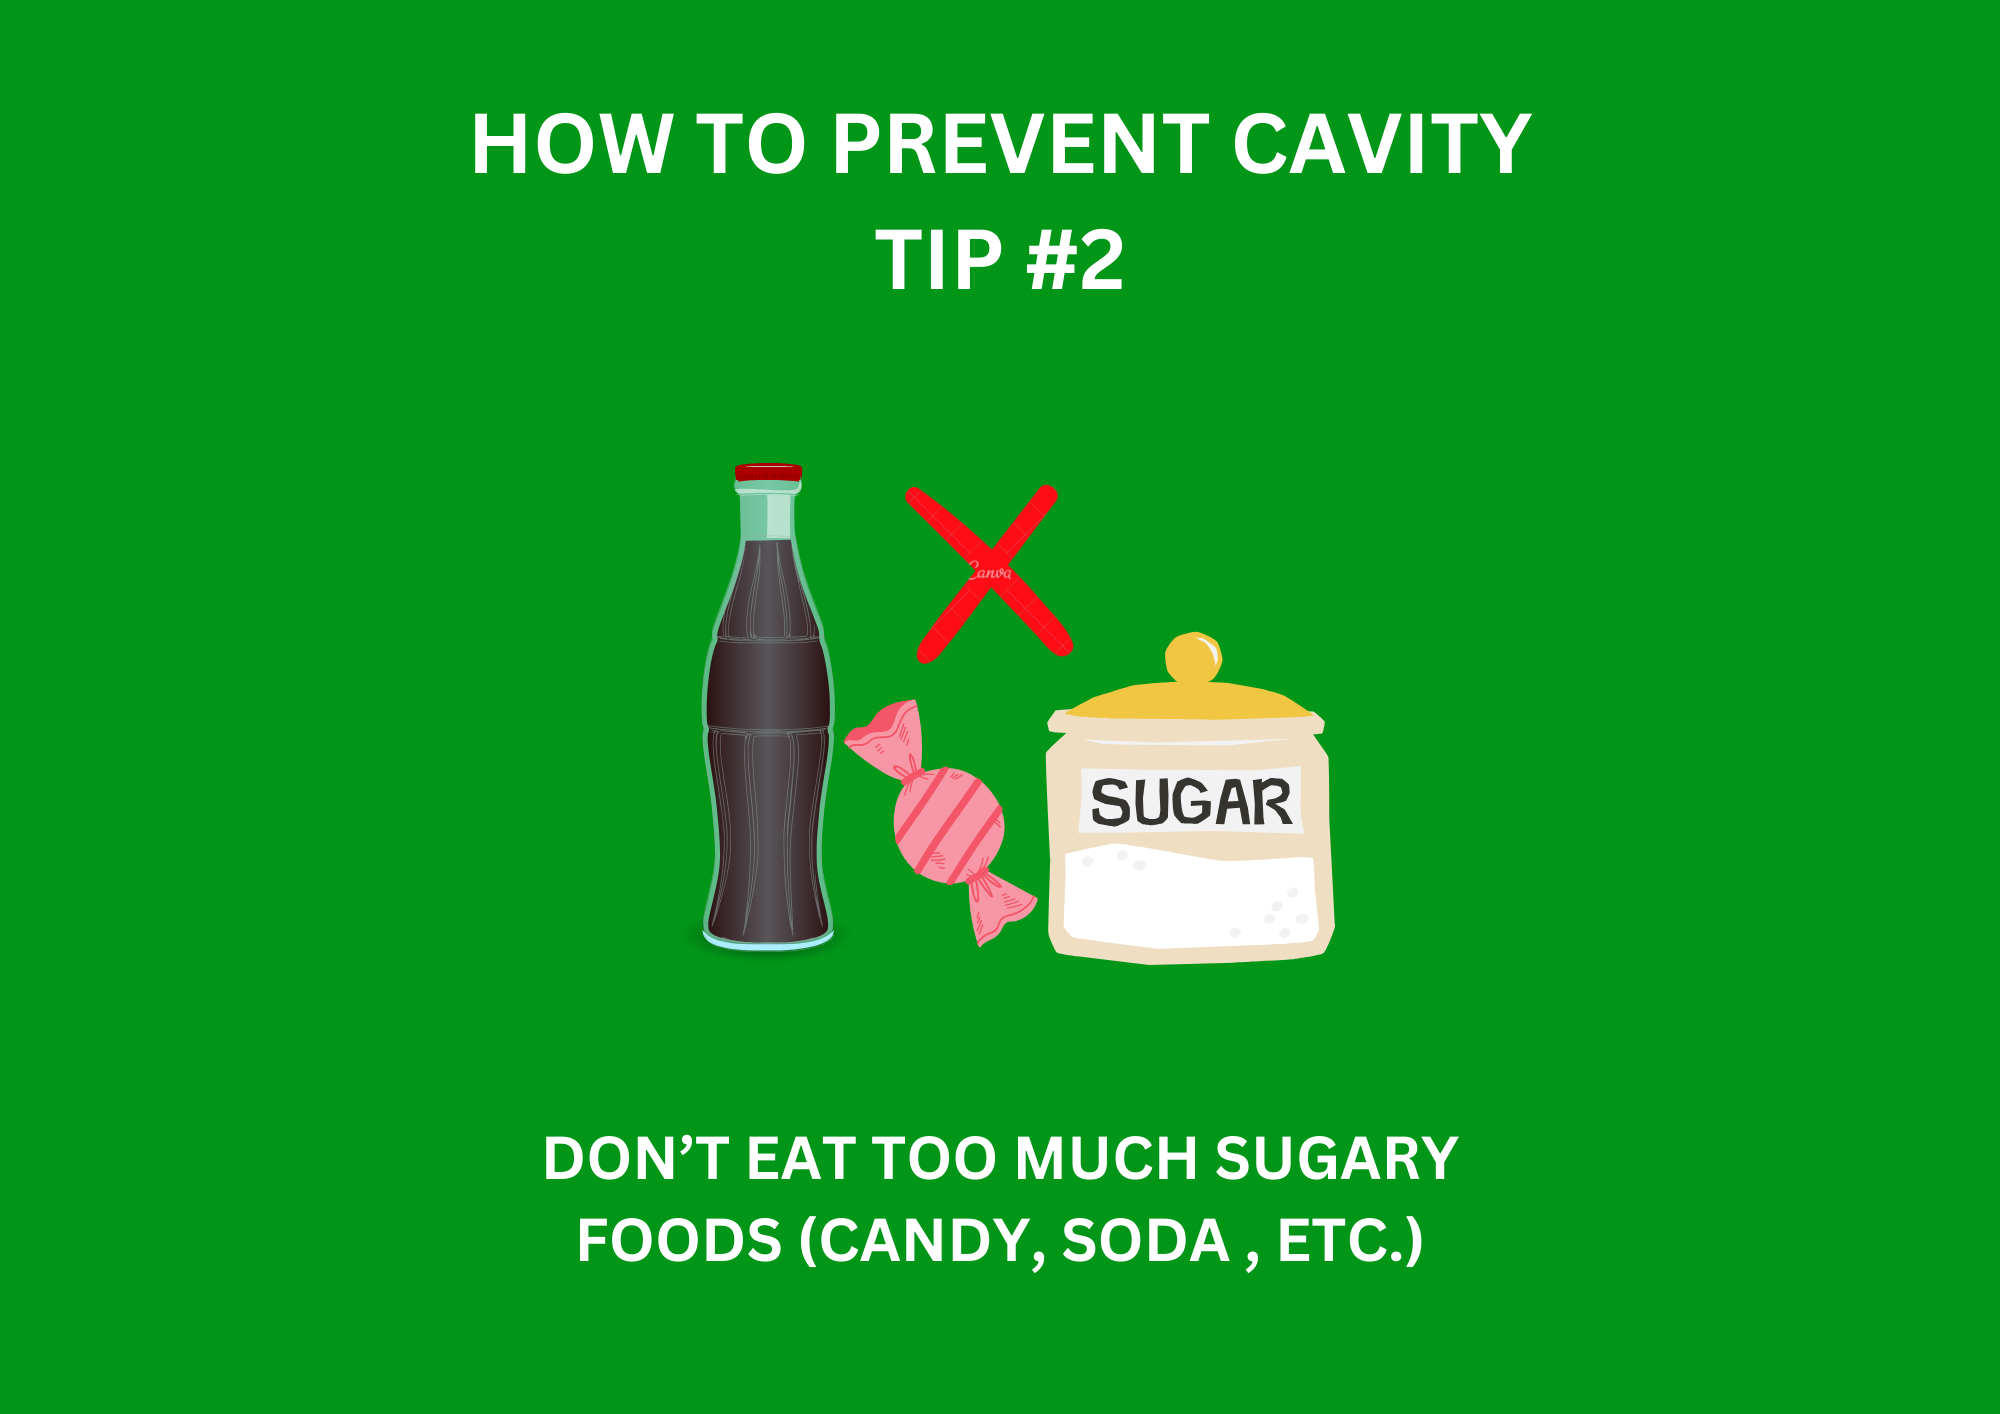 HOW TO PREVENT CAVITY
TIP #2
Canva
SUGAR
DON’T EAT TOO MUCH SUGARY
FOODS (CANDY, SODA , ETC.)